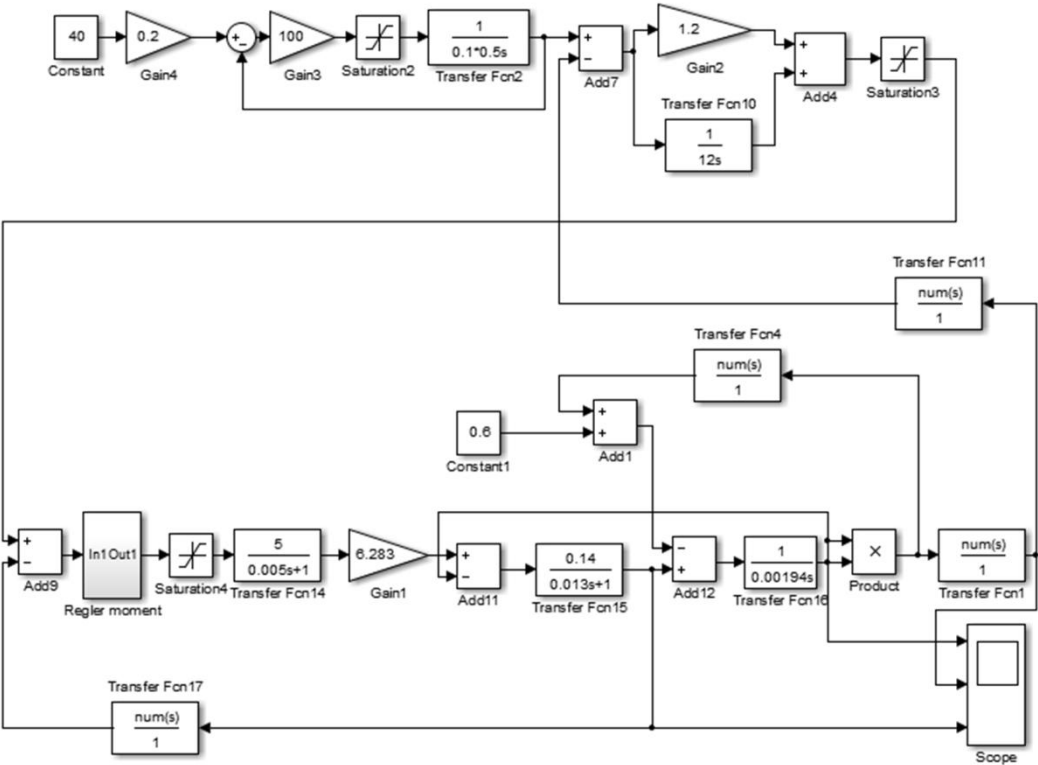 40
Constant
0.2
Gain4
+
−
100
Gain3
Saturation2
1
0.1*0.5s
Transfer Fcn2
+
−
Add7
1.2
Gain2
Transfer Fcn10
1
12s
+
+
Add4
Saturation3
Transfer Fcn11
num(s)
1
Transfer Fcn4
num(s)
1
0.6
Constant1
+
+
Add1
+
−
Add9
In1 Out1
Regler moment
Saturation4
5
0.005s+1
Transfer Fcn14
6.283
Gain1
+
−
Add11
0.14
0.013s+1
Transfer Fcn15
−
+
Add12
1
0.00194s
Transfer Fcn16
×
Product
num(s)
1
Transfer Fcn1
Transfer Fcn17
num(s)
1
Scope